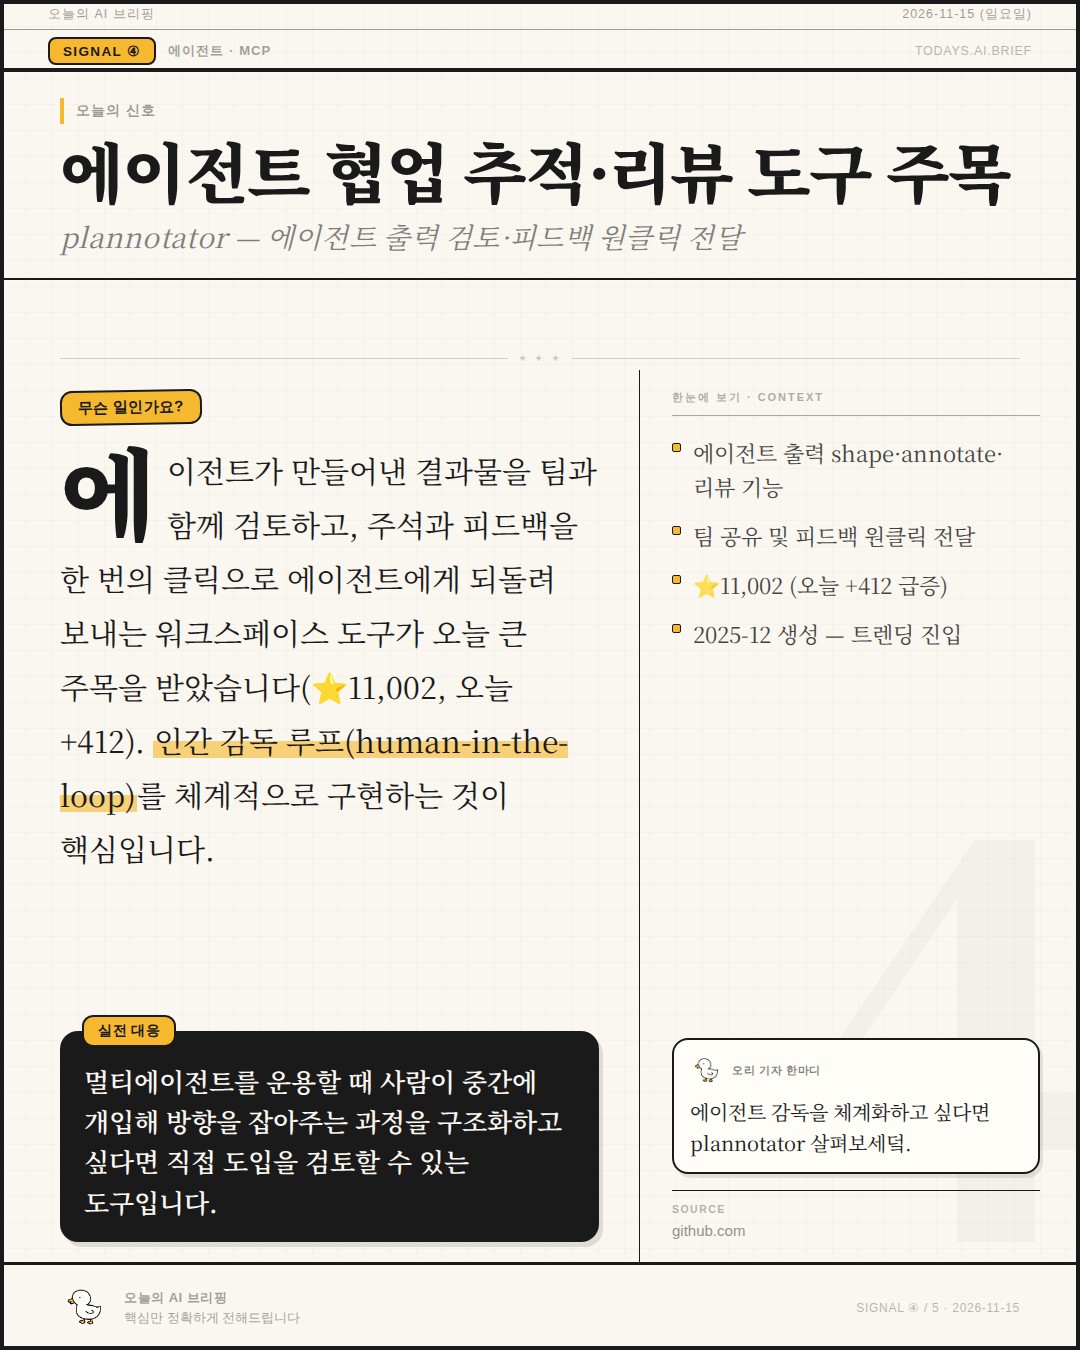 오늘의 AI 브리핑
2026-11-15 (일요일)
SIGNAL ④
에이전트 · MCP
TODAYS.AI.BRIEF
오늘의 신호
에이전트 협업 추적·리뷰 도구 주목
plannotator — 에이전트 출력 검토·피드백 원클릭 전달
무슨 일인가요?
에이전트가 만들어낸 결과물을 팀과
함께 검토하고, 주석과 피드백을
한 번의 클릭으로 에이전트에게 되돌려
보내는 워크스페이스 도구가 오늘 큰
주목을 받았습니다(⭐11,002, 오늘
+412). 인간 감독 루프(human-in-the-
loop)를 체계적으로 구현하는 것이
핵심입니다.
실전 대응
멀티에이전트를 운용할 때 사람이 중간에
개입해 방향을 잡아주는 과정을 구조화하고
싶다면 직접 도입을 검토할 수 있는
도구입니다.
한눈에 보기 · CONTEXT
에이전트 출력 shape·annotate·
리뷰 기능
팀 공유 및 피드백 원클릭 전달
⭐11,002 (오늘 +412 급증)
2025-12 생성 — 트렌딩 진입
4
오리 기자 한마디
에이전트 감독을 체계화하고 싶다면
plannotator 살펴보세덕.
SOURCE
github.com
오늘의 AI 브리핑
핵심만 정확하게 전해드립니다
SIGNAL ④ / 5 · 2026-11-15